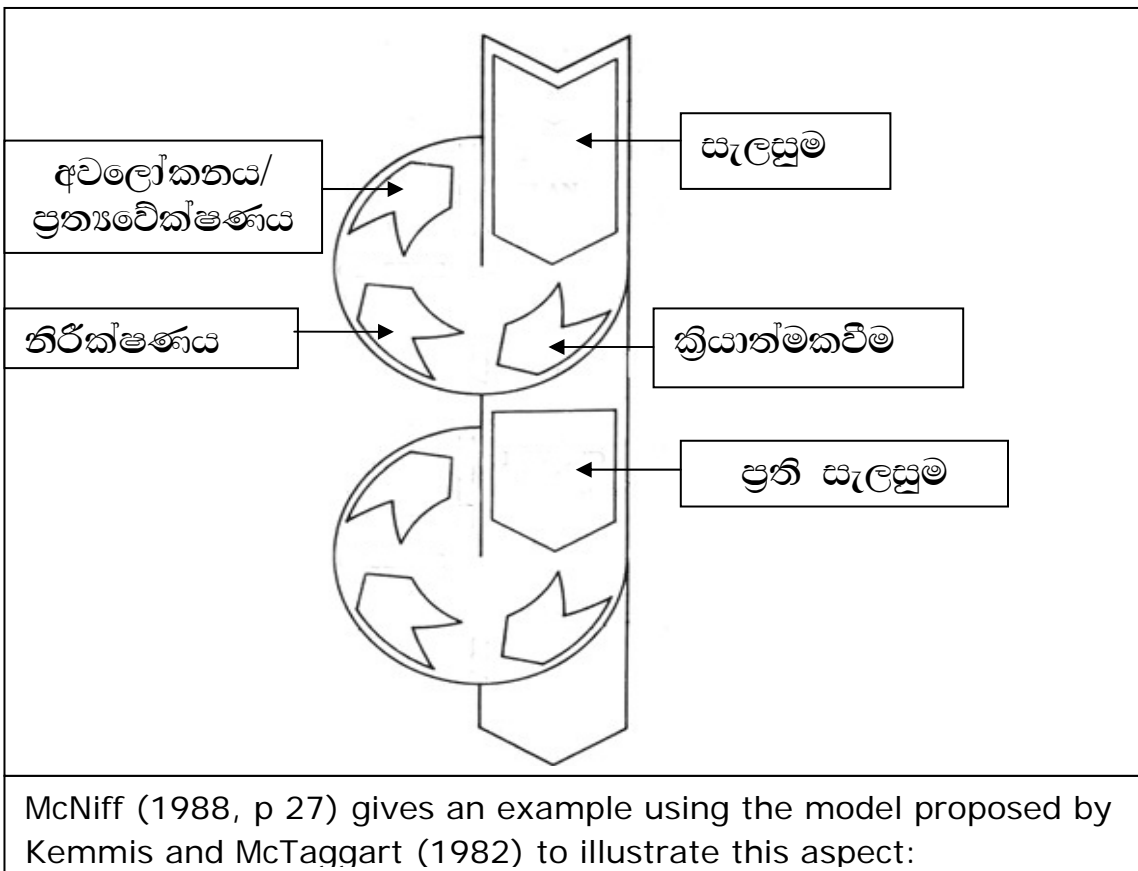 සැලසුම
අවලෝකනය/
ප්‍රත්‍යවේක්ෂණය
නිරීක්ෂණය
ක්‍රියාත්මකවීම
ප්‍රති සැලසුම
McNiff (1988, p 27) gives an example using the model proposed by
Kemmis and McTaggart (1982) to illustrate this aspect: